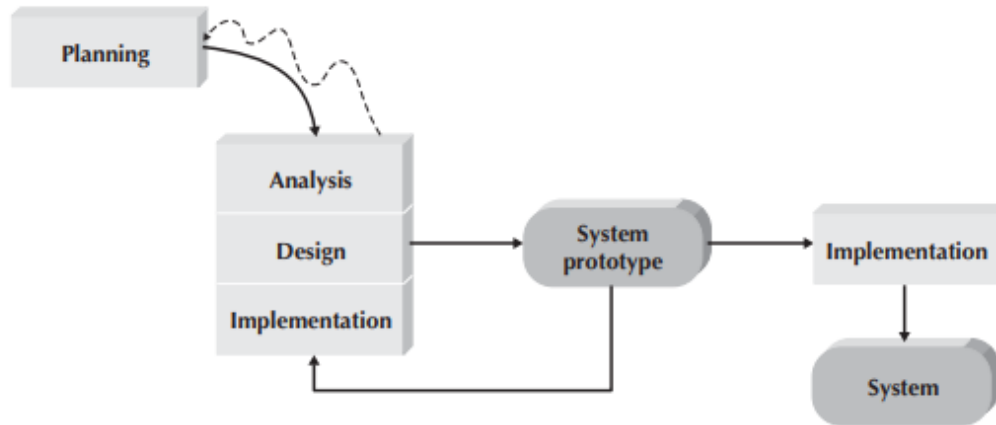 Planning
Analysis
Design
Implementation
System
prototype
Implementation
System